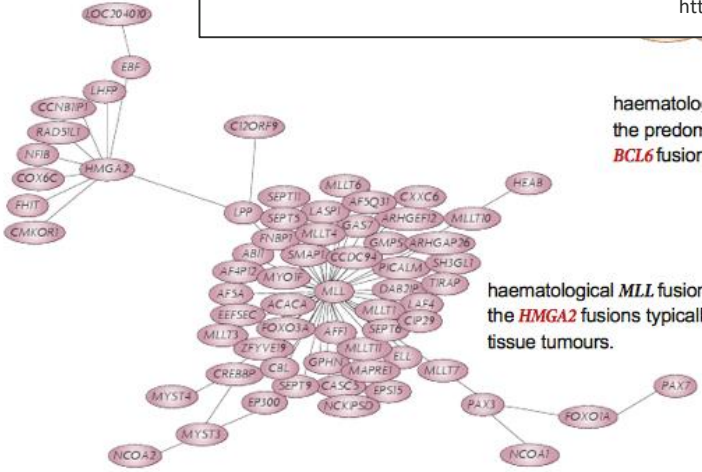 htt
LOC204010
EBF
LHFP
CCNB1IP1
RAD51L1
NFIB
HMGA2
COX6C
FHIT
CMKOR1
C12ORF9
LPP
haematolog
the predom
BCL6 fusion
HEAB
MLLT6
SEPT11
AF5Q31
CXXC6
LASP1
SEPT5
GAS7
ARHGEF12
MLLT10
FNBP1
MLLT4
GMPS
ARHGAP26
ABI1
SMAP1
CCDC94
PICALM
SH3GL1
AF4P12
MYO1F
DAB2IP
TIRAP
AF5A
MLL
ACACA
MLLT1
LAF4
EEFSEC
CIP29
FOXO3A
AFF1
SEPT6
MLLT3
ZFYVE19
MLLT11
ELL
haematological MLL fusion
the HMGA2 fusions typicall
tissue tumours.
CREBBP
CBL
GPHN
MAPRE1
MLLT7
SEPT9
CASC5
EPS15
MYST4
EP300
NCKIPSD
PAX3
PAX7
FOXO1A
MYST3
NCOA2
NCOA1